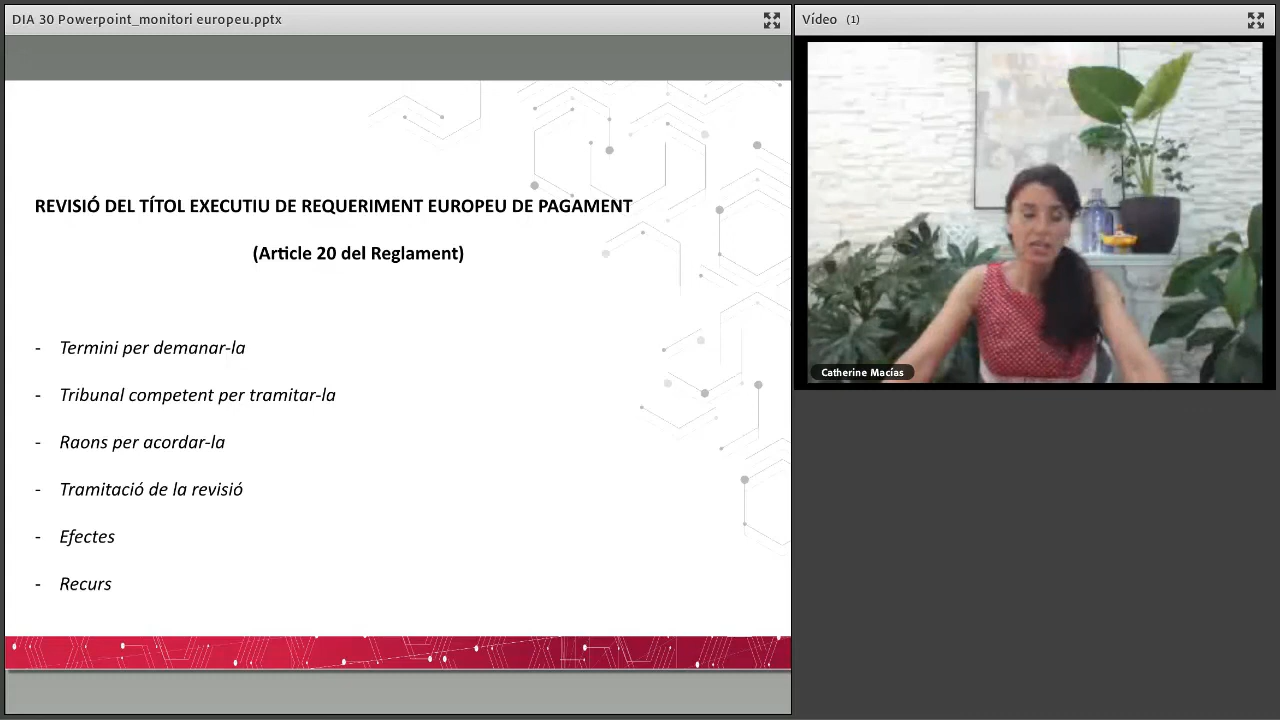 DIA 30 Powerpoint_monitori europeu.pptx
REVISIÓ DEL TÍTOL EXECUTIU DE REQUERIMENT EUROPEU DE PAGAMENT
(Article 20 del Reglament)
- Termini per demanar-la
- Tribunal competent per tramitar-la
- Raons per acordar-la
- Tramitació de la revisió
- Efectes
- Recurs
Vídeo (1)
Catherine Macías